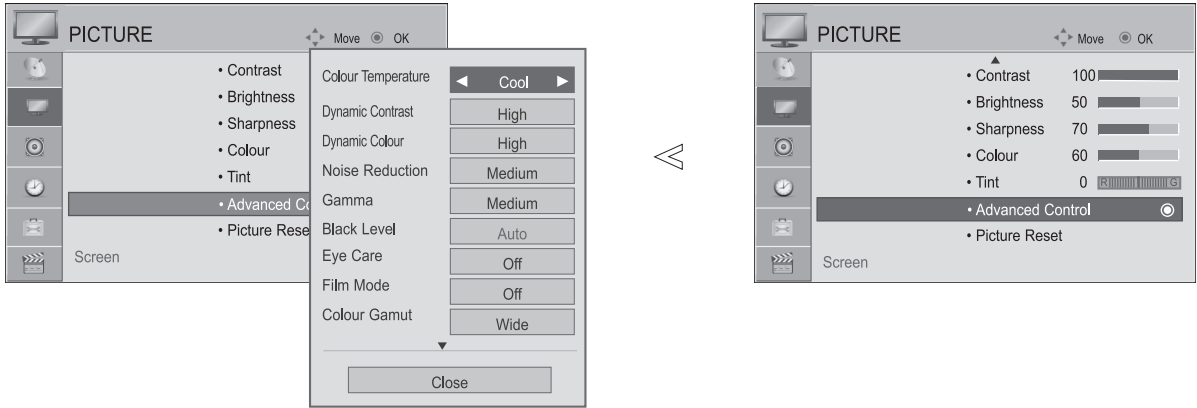 PICTURE
Move OK
• Contrast
• Brightness
• Sharpness
• Colour
• Tint
• Advanced Co
• Picture Rese
Screen
Colour Temperature ◄ Cool ►
Dynamic Contrast High
Dynamic Colour High
Noise Reduction Medium
Gamma Medium
Black Level Auto
Eye Care Off
Film Mode Off
Colour Gamut Wide
▼
Close
PICTURE
Move OK
▲
• Contrast 100
• Brightness 50
• Sharpness 70
• Colour 60
• Tint 0 R G
• Advanced Control
• Picture Reset
Screen